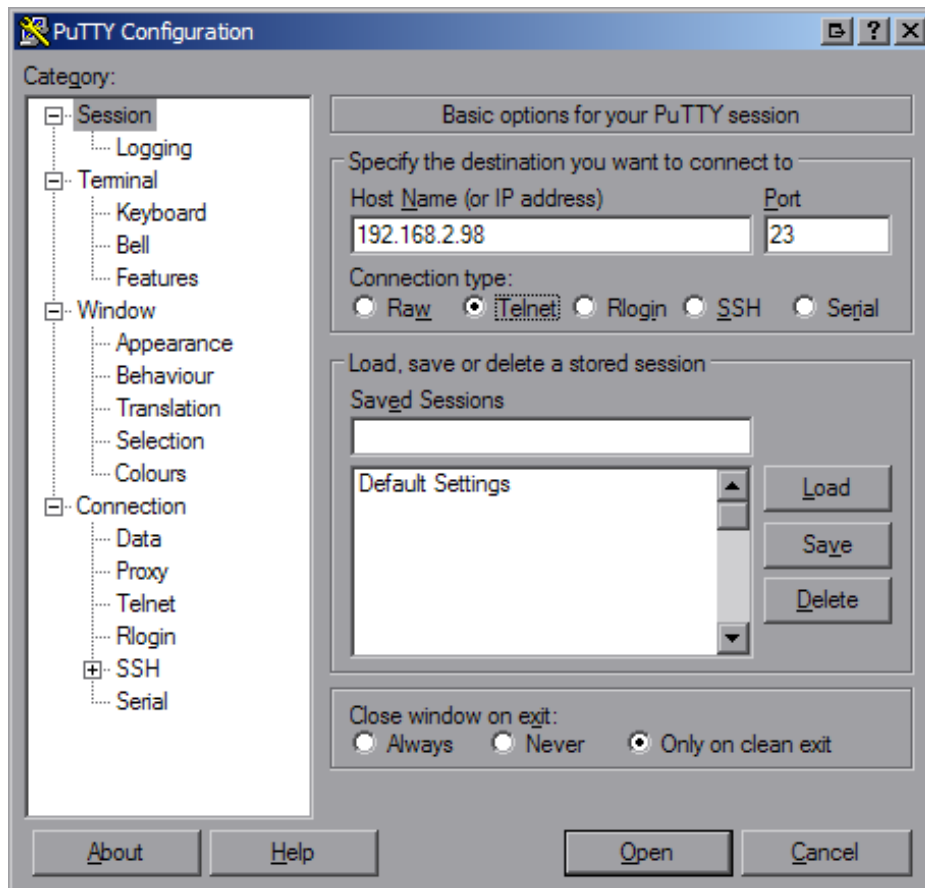 PuTTY Configuration
Category:
Session
Logging
Terminal
Keyboard
Bell
Features
Window
Appearance
Behaviour
Translation
Selection
Colours
Connection
Data
Proxy
Telnet
Rlogin
SSH
Serial
Basic options for your PuTTY session
Specify the destination you want to connect to
Host Name (or IP address) Port
192.168.2.98 23
Connection type:
Raw Telnet Rlogin SSH Serial
Load, save or delete a stored session
Saved Sessions
Default Settings
Load
Save
Delete
Close window on exit:
Always Never Only on clean exit
About Help Open Cancel